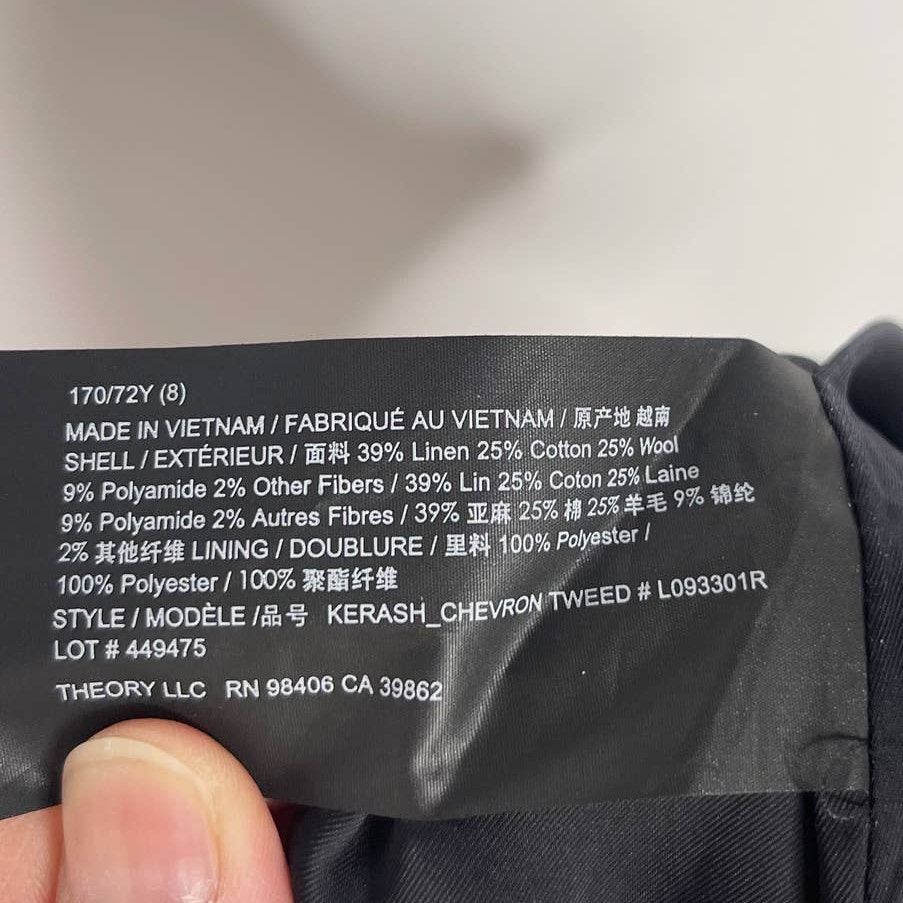 170/72Y (8)
MADE IN VIETNAM / FABRIQUÉ AU VIETNAM / 原产地 越南
SHELL / EXTÉRIEUR / 面料 39% Linen 25% Cotton 25% Wool
9% Polyamide 2% Other Fibers / 39% Lin 25% Coton 25% Laine
9% Polyamide 2% Autres Fibres / 39% 亚麻 25% 棉 25% 羊毛 9% 锦纶
2% 其他纤维 LINING / DOUBLURE / 里料 100% Polyester /
100% Polyester / 100% 聚酯纤维
STYLE / MODÈLE /品号 KERASH_CHEVRON TWEED # L093301R
LOT # 449475
THEORY LLC RN 98406 CA 39862